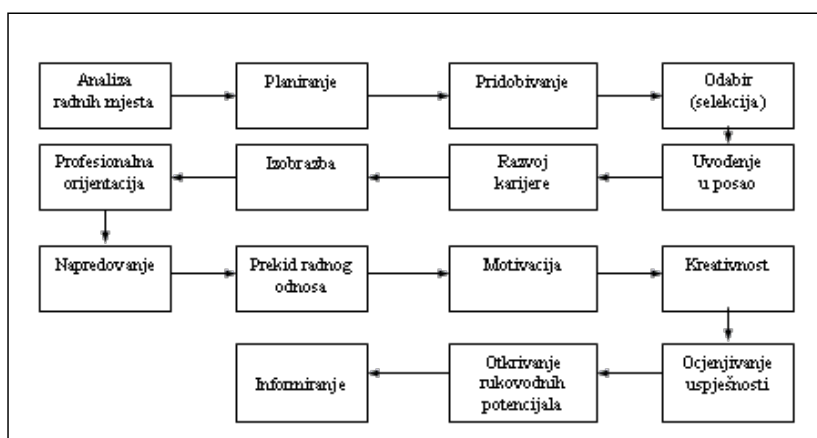 Analiza
radnih mjesta
Planiranje
Pridobivanje
Odabir
(selekcija)
Profesionalna
orijentacija
Izobrazba
Razvoj
karijere
Uvođenje
u posao
Napredovanje
Prekid radnog
odnosa
Motivacija
Kreativnost
Informiranje
Otkrivanje
rukovodnih
potencijala
Ocjenjivanje
uspješnosti